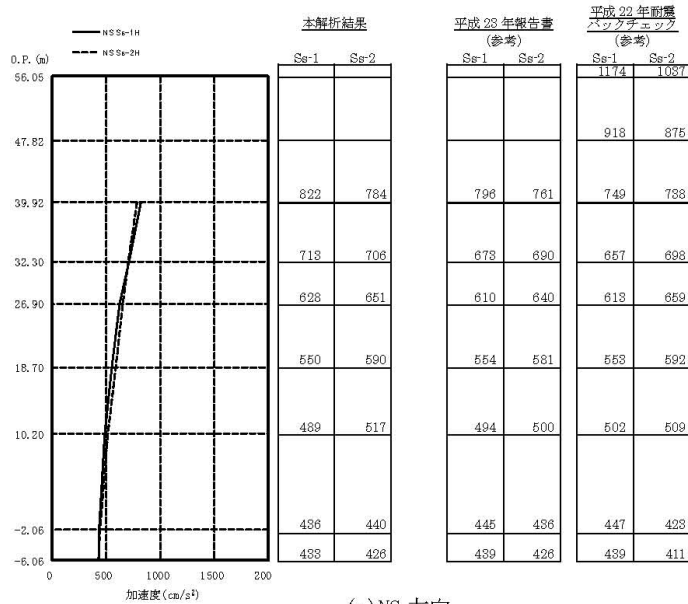 NS Ss-1H
NS Ss-2H
本解析結果 平成 23 年報告書 (参考) 平成 22 年耐震バックチェック (参考)
O.P. (m) Ss-1 Ss-2 Ss-1 Ss-2 Ss-1 Ss-2
56.05 1174 1037
47.82 918 875
39.92 822 784 796 761 749 738
32.30 713 706 673 690 657 698
26.90 628 651 610 640 613 659
18.70 550 590 554 581 553 592
10.20 489 517 494 500 502 509
-2.06 436 440 445 436 447 423
-6.06 433 426 439 426 439 411
0 500 1000 1500 200
加速度(cm/s²)